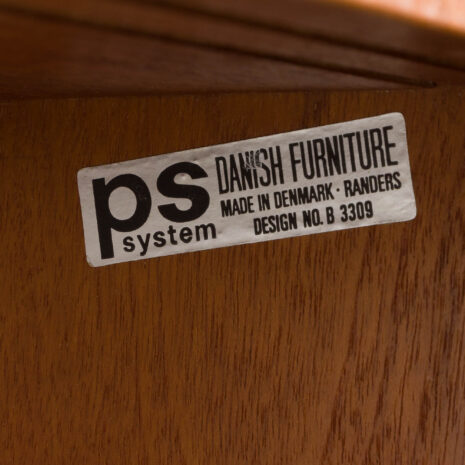 ps system
DANISH FURNITURE
MADE IN DENMARK · RANDERS
DESIGN NO. B 3309